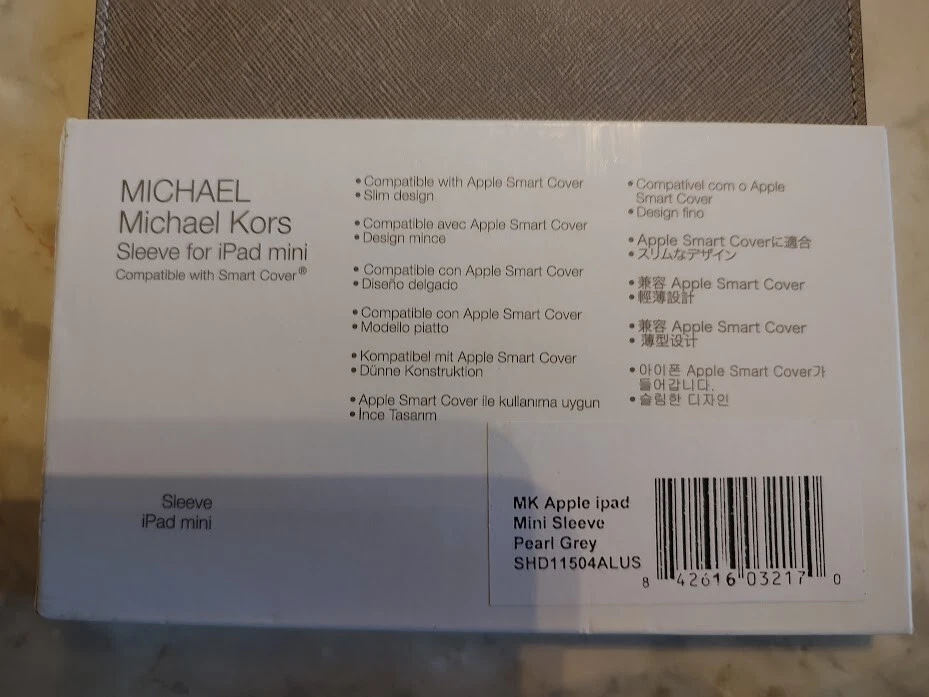 MICHAEL
Michael Kors
Sleeve for iPad mini
Compatible with Smart Cover®
• Compatible with Apple Smart Cover
• Slim design
• Compatible avec Apple Smart Cover
• Design mince
• Compatible con Apple Smart Cover
• Diseño delgado
• Compatible con Apple Smart Cover
• Modello piatto
• Kompatibel mit Apple Smart Cover
• Dünne Konstruktion
• Apple Smart Cover ile kullanıma uygun
• İnce Tasarım
• Compatível com o Apple
Smart Cover
• Design fino
• Apple Smart Coverに適合
• スリムなデザイン
• 兼容 Apple Smart Cover
• 輕薄設計
• 兼容 Apple Smart Cover
• 薄型设计
• 아이폰 Apple Smart Cover가
들어갑니다.
• 슬림한 디자인
Sleeve
iPad mini
MK Apple ipad
Mini Sleeve
Pearl Grey
SHD11504ALUS
8 42616 03217 0